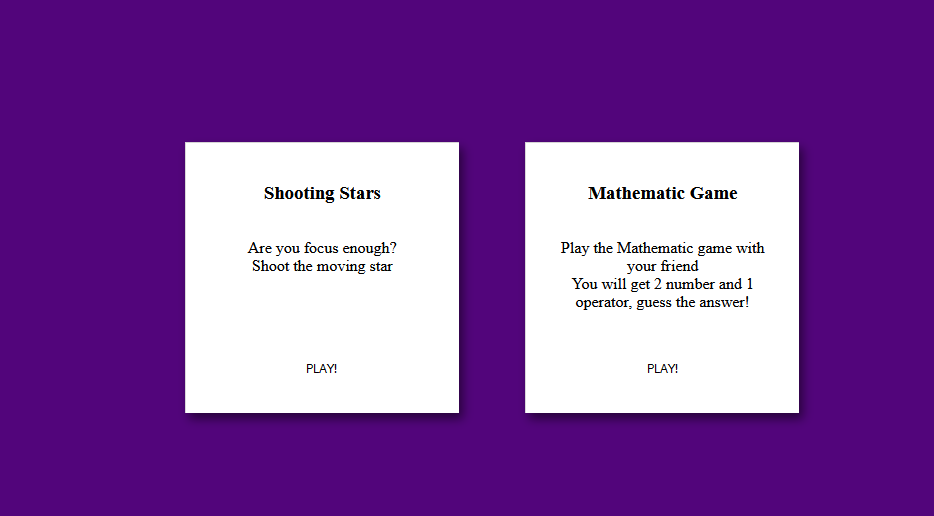 Shooting Stars
Are you focus enough?
Shoot the moving star
PLAY!
Mathematic Game
Play the Mathematic game with
your friend
You will get 2 number and 1
operator, guess the answer!
PLAY!